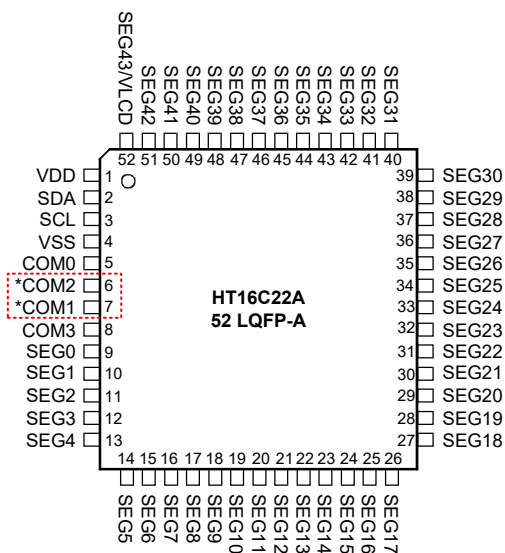 SEG43/VLCD
SEG42
SEG41
SEG40
SEG39
SEG38
SEG37
SEG36
SEG35
SEG34
SEG33
SEG32
SEG31
52 51 50 49 48 47 46 45 44 43 42 41 40
VDD 1 39 SEG30
SDA 2 38 SEG29
SCL 3 37 SEG28
VSS 4 36 SEG27
COM0 5 35 SEG26
*COM2 6 34 SEG25
*COM1 7 33 SEG24
COM3 8 32 SEG23
SEG0 9 31 SEG22
SEG1 10 30 SEG21
SEG2 11 29 SEG20
SEG3 12 28 SEG19
SEG4 13 27 SEG18
HT16C22A
52 LQFP-A
14 15 16 17 18 19 20 21 22 23 24 25 26
SEG5
SEG6
SEG7
SEG8
SEG9
SEG10
SEG11
SEG12
SEG13
SEG14
SEG15
SEG16
SEG17